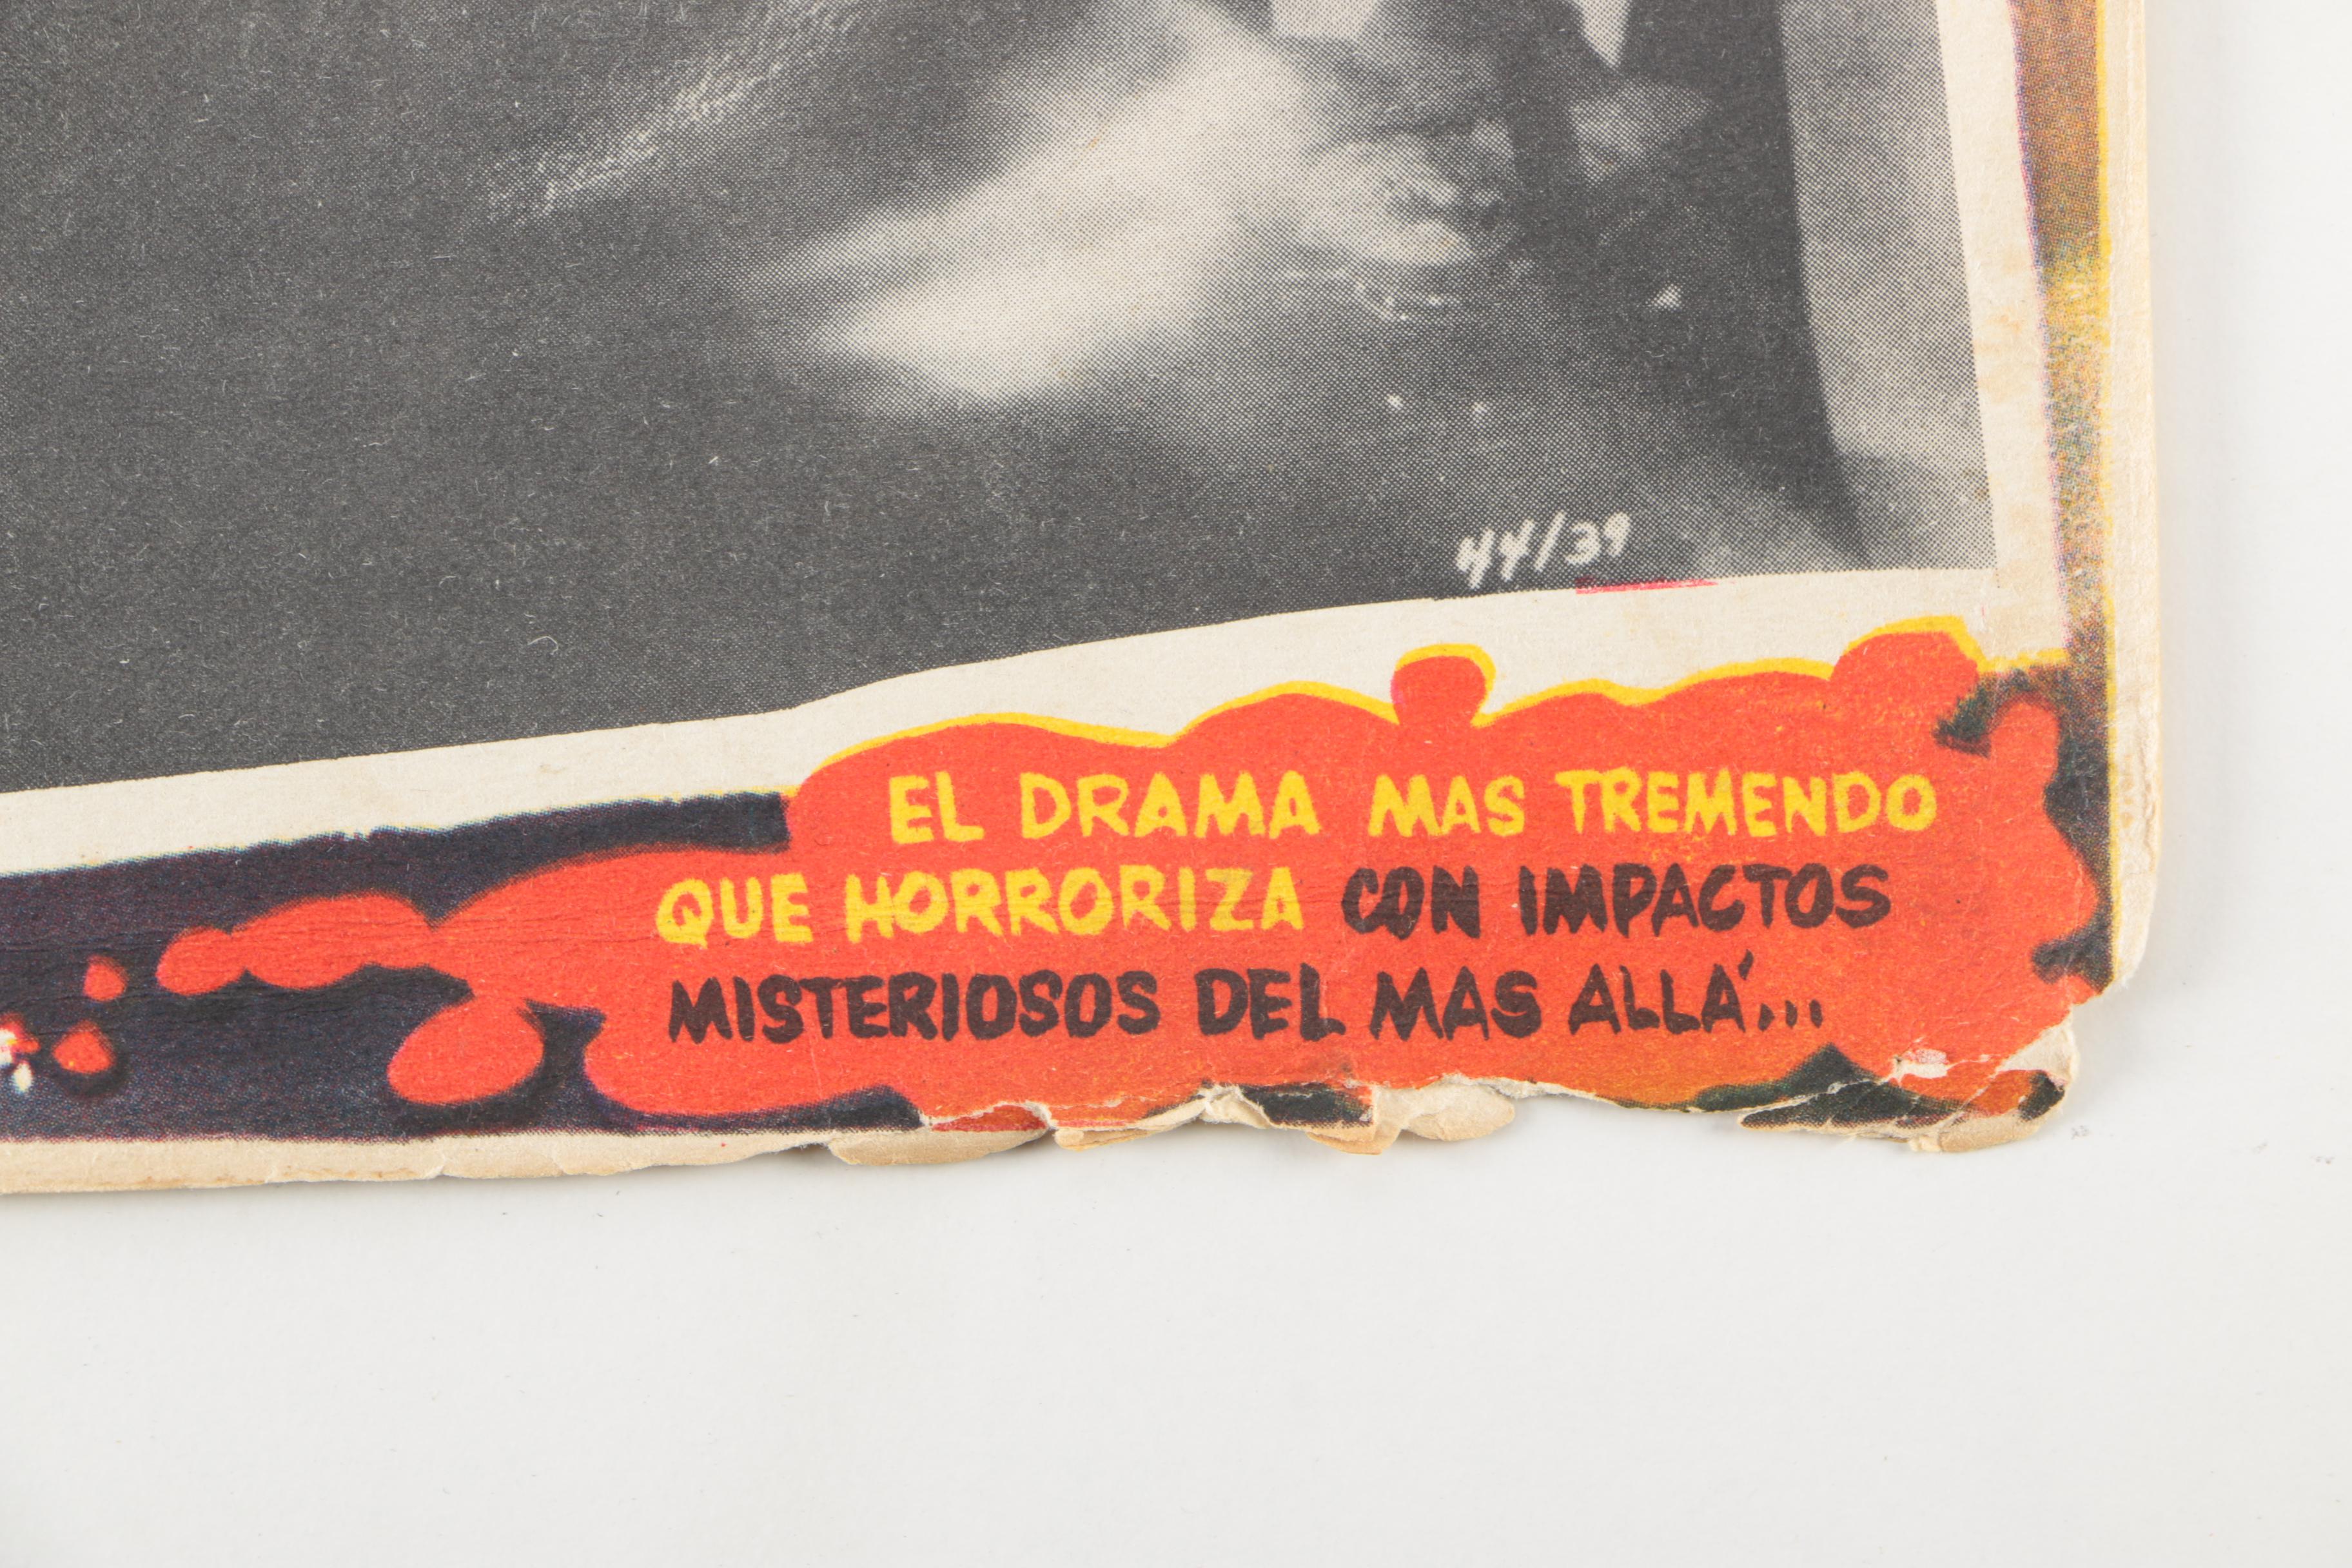 44/39
EL DRAMA MAS TREMENDO
QUE HORRORIZA CON IMPACTOS
MISTERIOSOS DEL MAS ALLÁ...